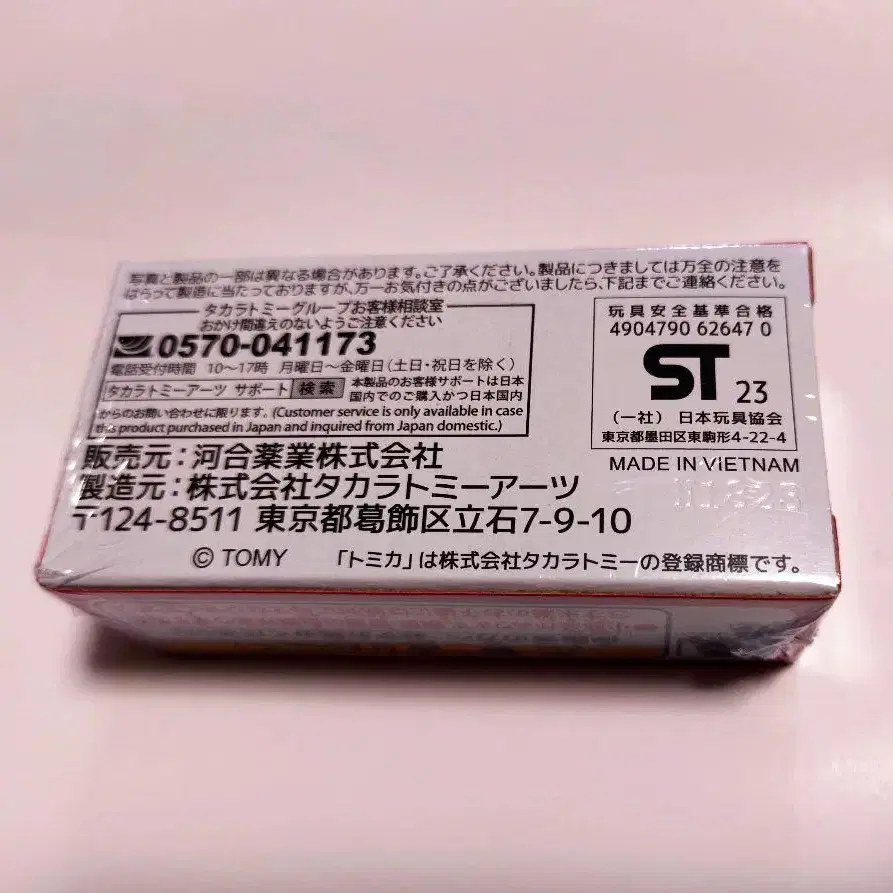 写真と製品の一部は異なる場合があります。ご了承ください。製品につきましては万全の注意を
はらって製造に当たっておりますが、万一お気付きの点がございましたら、下記までご連絡ください。
タカラトミーグループお客様相談室
おかけ間違えのないようご注意ください
0570-041173
電話受付時間 10〜17時 月曜日〜金曜日(土日・祝日を除く)
タカラトミーアーツ サポート 検索
本製品のお客様サポートは日本
国内でのご購入かつ日本国内
からのお問い合わせに限ります。(Customer service is only available in case
this product purchased in Japan and inquired from Japan domestic.)
玩具安全基準合格
4904790 62647 0
ST 23
(一社) 日本玩具協会
東京都墨田区東駒形4-22-4
MADE IN VIETNAM
販売元:河合薬業株式会社
製造元:株式会社タカラトミーアーツ
〒124-8511 東京都葛飾区立石7-9-10
© TOMY 「トミカ」は株式会社タカラトミーの登録商標です。